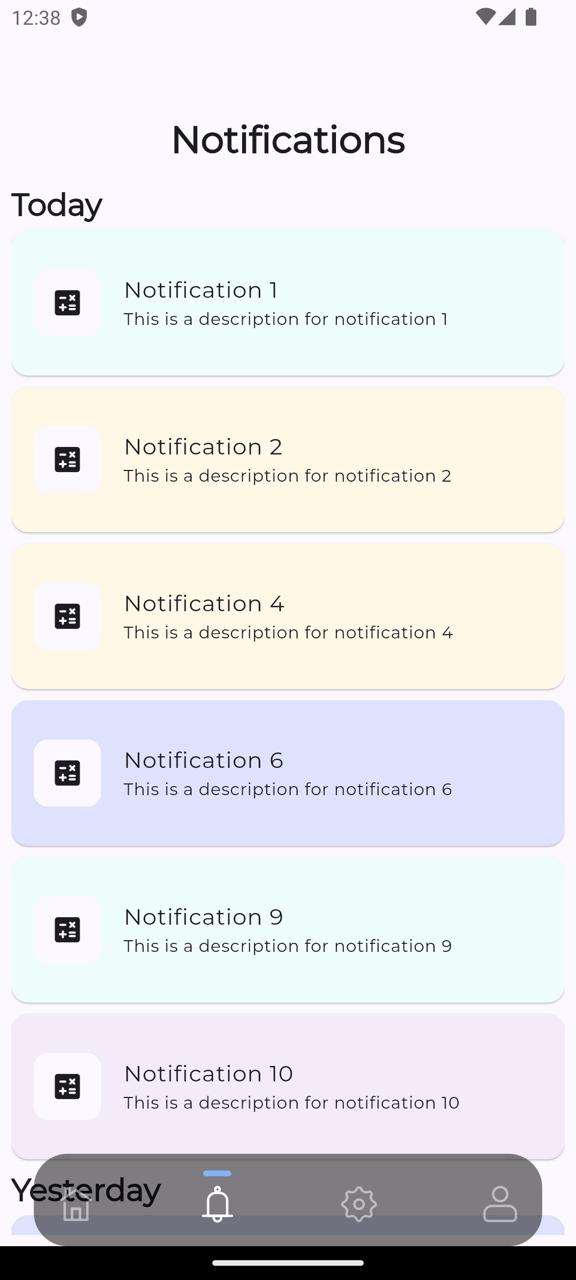 12:38
Notifications
Today
Notification 1
This is a description for notification 1
Notification 2
This is a description for notification 2
Notification 4
This is a description for notification 4
Notification 6
This is a description for notification 6
Notification 9
This is a description for notification 9
Notification 10
This is a description for notification 10
Yesterday